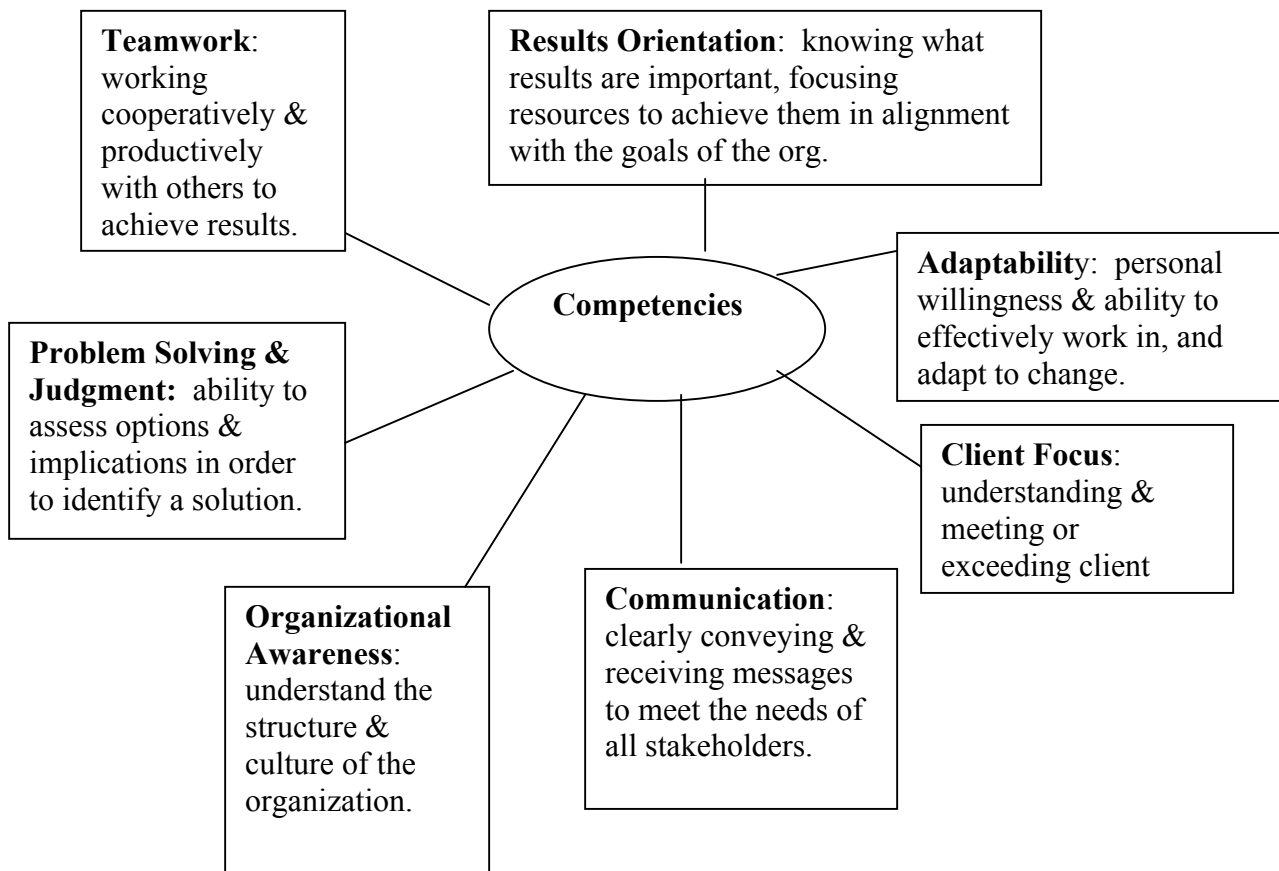 Teamwork:
working
cooperatively &
productively
with others to
achieve results.
Results Orientation: knowing what
results are important, focusing
resources to achieve them in alignment
with the goals of the org.
Competencies
Adaptability: personal
willingness & ability to
effectively work in, and
adapt to change.
Problem Solving &
Judgment: ability to
assess options &
implications in order
to identify a solution.
Client Focus:
understanding &
meeting or
exceeding client
Organizational
Awareness:
understand the
structure &
culture of the
organization.
Communication:
clearly conveying &
receiving messages
to meet the needs of
all stakeholders.